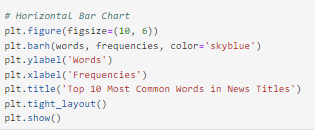 # Horizontal Bar Chart
plt.figure(figsize=(10, 6))
plt.barh(words, frequencies, color='skyblue')
plt.ylabel('Words')
plt.xlabel('Frequencies')
plt.title('Top 10 Most Common Words in News Titles')
plt.tight_layout()
plt.show()